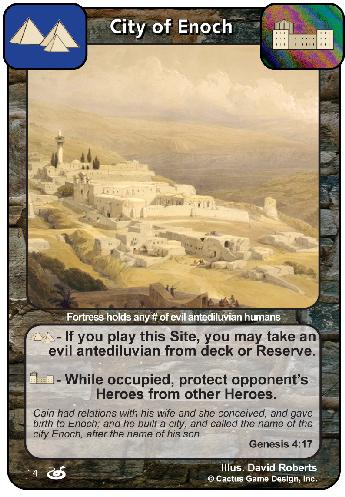 City of Enoch
Fortress holds any # of evil antediluvian humans
- If you play this Site, you may take an
evil antediluvian from deck or Reserve.
- While occupied, protect opponent's
Heroes from other Heroes.
Cain had relations with his wife and she conceived, and gave
birth to Enoch; and he built a city, and called the name of the
city Enoch, after the name of his son.
Genesis 4:17
Illus. David Roberts
© Cactus Game Design, Inc.